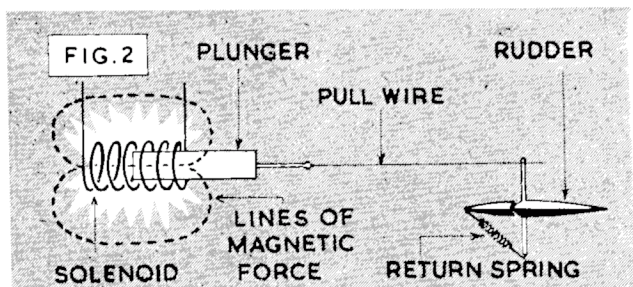 FIG.2
PLUNGER
RUDDER
PULL WIRE
LINES OF
MAGNETIC
FORCE
SOLENOID
RETURN SPRING